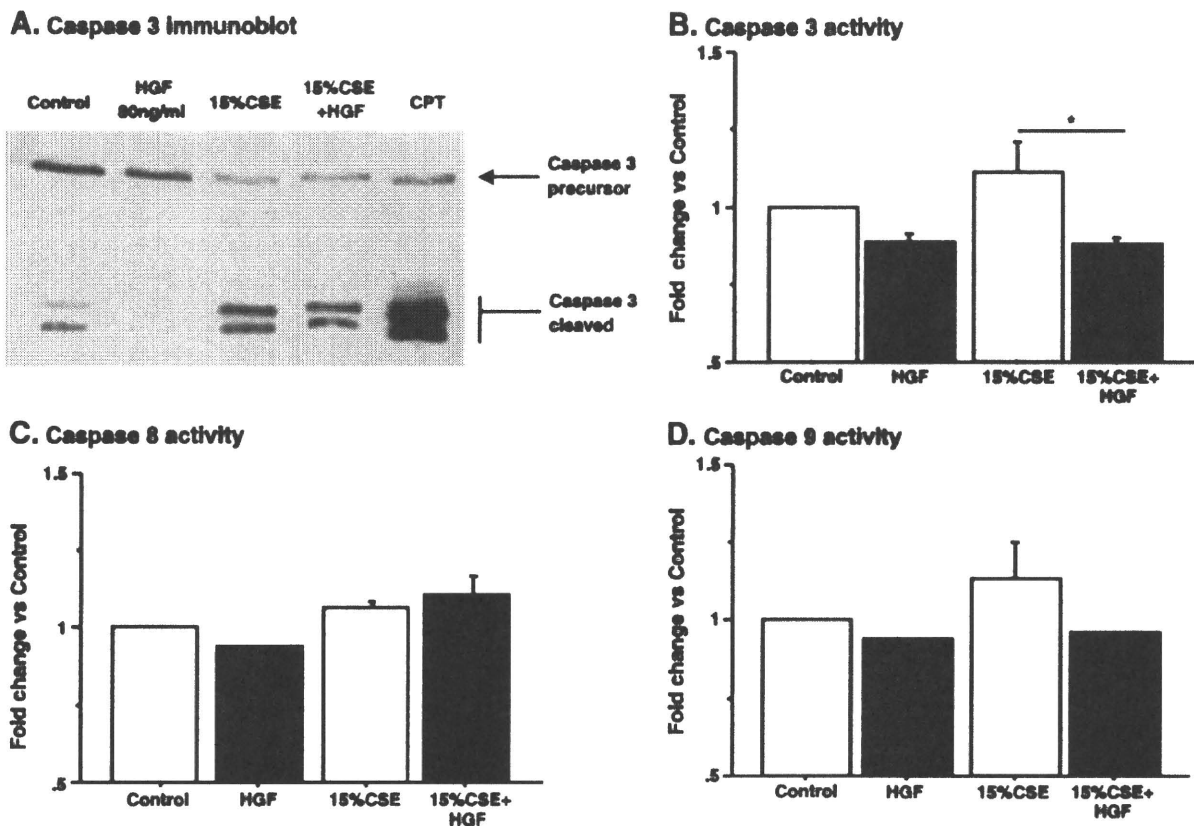 A. Caspase 3 immunoblot
Control
HGF
80ng/ml
15%CSE
15%CSE
+HGF
CPT
Caspase 3
precursor
Caspase 3
cleaved
B. Caspase 3 activity
Fold change vs Control
1.5
1
.5
*
Control
HGF
15%CSE
15%CSE+
HGF
C. Caspase 8 activity
Fold change vs Control
1.5
1
.5
Control
HGF
15%CSE
15%CSE+
HGF
D. Caspase 9 activity
Fold change vs Control
1.5
1
.5
Control
HGF
15%CSE
15%CSE+
HGF